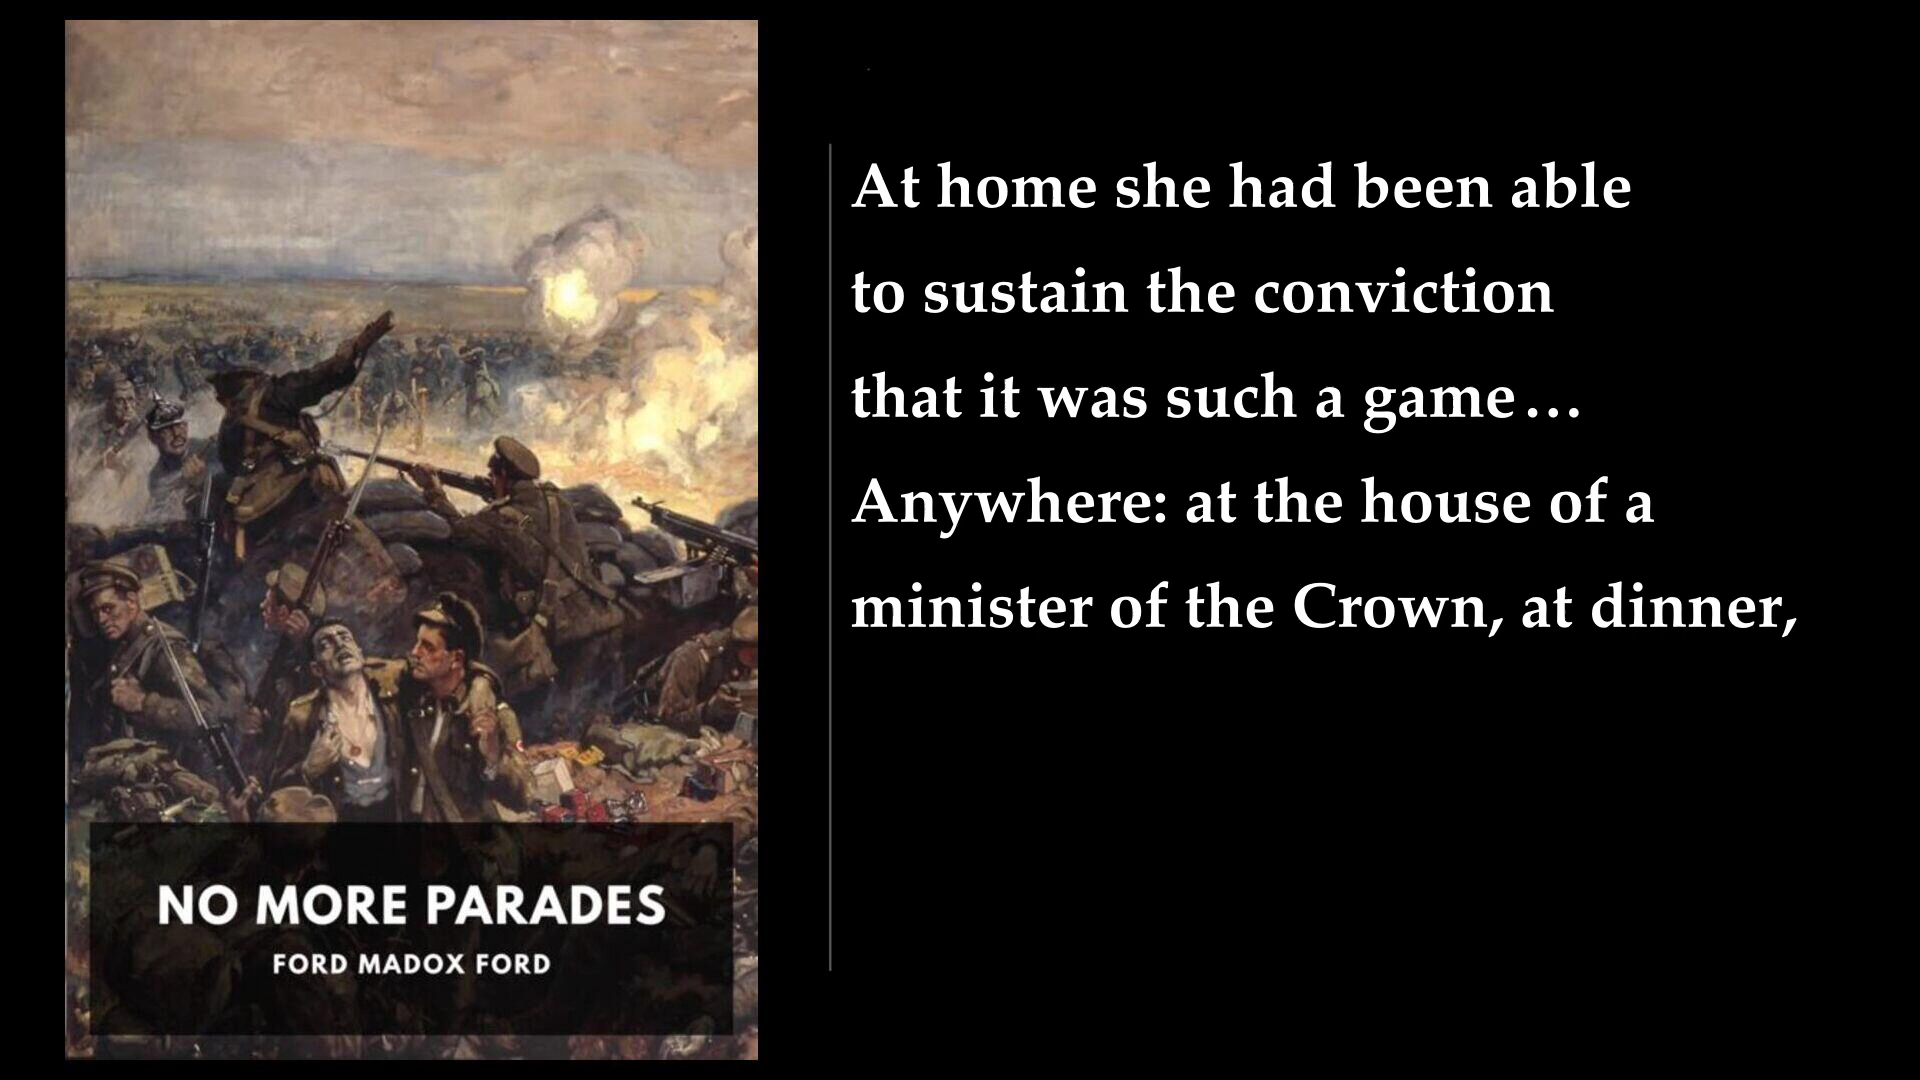 At home she had been able
to sustain the conviction
that it was such a game…
Anywhere: at the house of a
minister of the Crown, at dinner,
NO MORE PARADES
FORD MADOX FORD